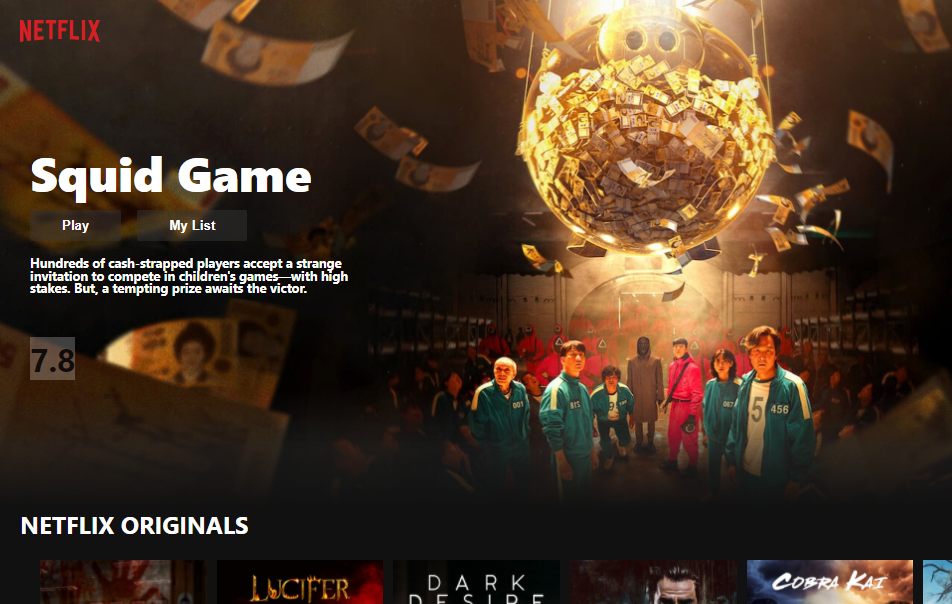 NETFLIX
Squid Game
Play
My List
Hundreds of cash-strapped players accept a strange
invitation to compete in children's games—with high
stakes. But, a tempting prize awaits the victor.
7.8
001
067
456
NETFLIX ORIGINALS
LUCIFER
DARK
DESIRE
COBRA KAI